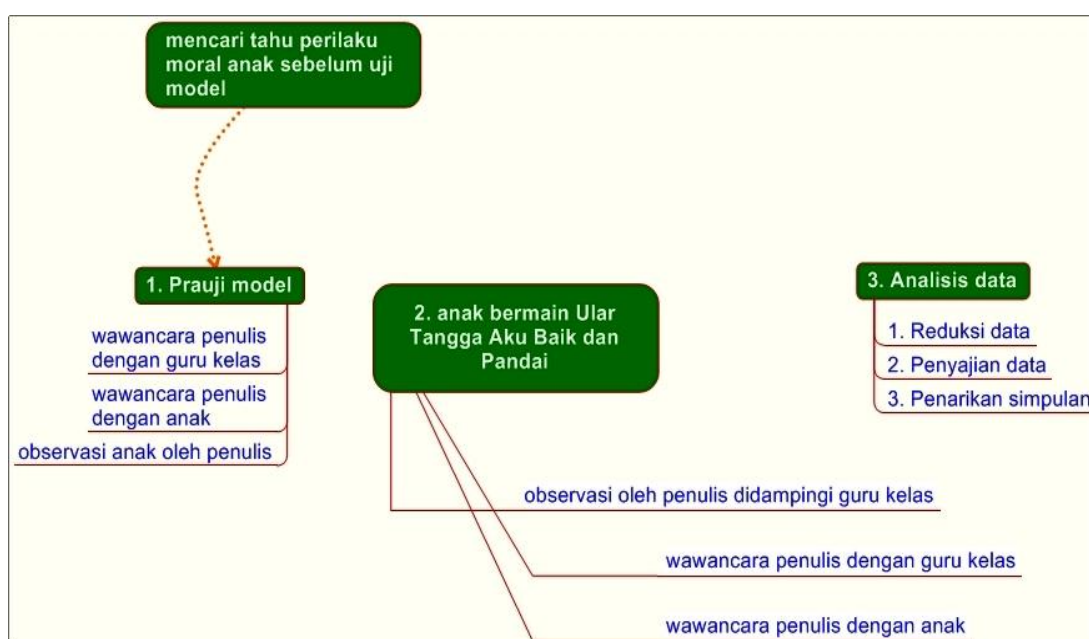 mencari tahu perilaku
moral anak sebelum uji
model
1. Prauji model
wawancara penulis
dengan guru kelas
wawancara penulis
dengan anak
observasi anak oleh penulis
2. anak bermain Ular
Tangga Aku Baik dan
Pandai
observasi oleh penulis didampingi guru kelas
wawancara penulis dengan guru kelas
wawancara penulis dengan anak
3. Analisis data
1. Reduksi data
2. Penyajian data
3. Penarikan simpulan